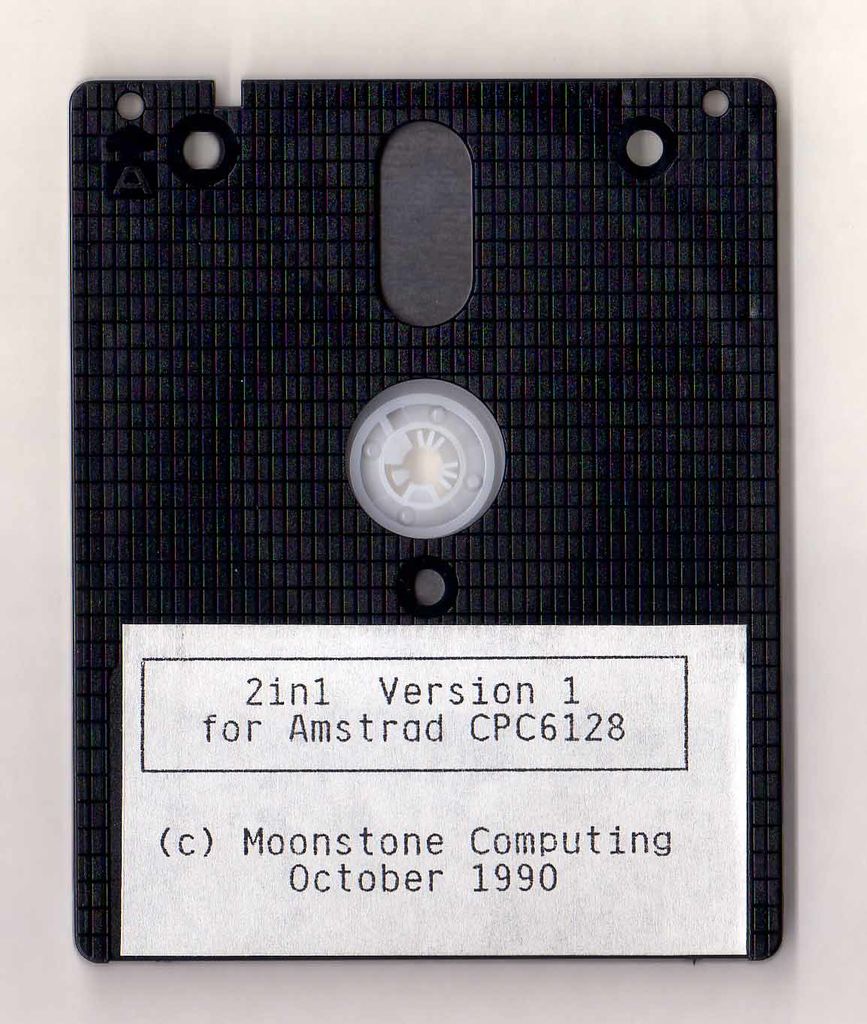 A
2in1 Version 1
for Amstrad CPC6128
(c) Moonstone Computing
October 1990